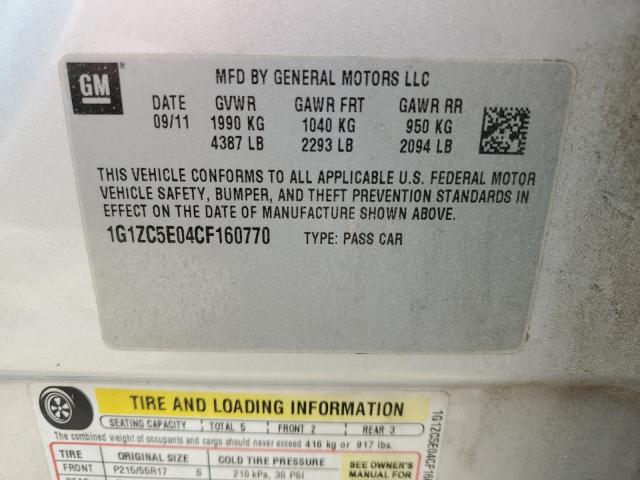 GM
MFD BY GENERAL MOTORS LLC
DATE GVWR GAWR FRT GAWR RR
09/11 1990 KG 1040 KG 950 KG
4387 LB 2293 LB 2094 LB
THIS VEHICLE CONFORMS TO ALL APPLICABLE U.S. FEDERAL MOTOR
VEHICLE SAFETY, BUMPER, AND THEFT PREVENTION STANDARDS IN
EFFECT ON THE DATE OF MANUFACTURE SHOWN ABOVE.
1G1ZC5E04CF160770 TYPE: PASS CAR
TIRE AND LOADING INFORMATION
SEATING CAPACITY TOTAL 5 FRONT 2 REAR 3
The combined weight of occupants and cargo should never exceed 416 kg or 917 lbs.
TIRE ORIGINAL SIZE COLD TIRE PRESSURE
FRONT P215/55R17 S 210 kPa, 30 PSI
SEE OWNER'S
MANUAL FOR
1G1ZC5E04CF16